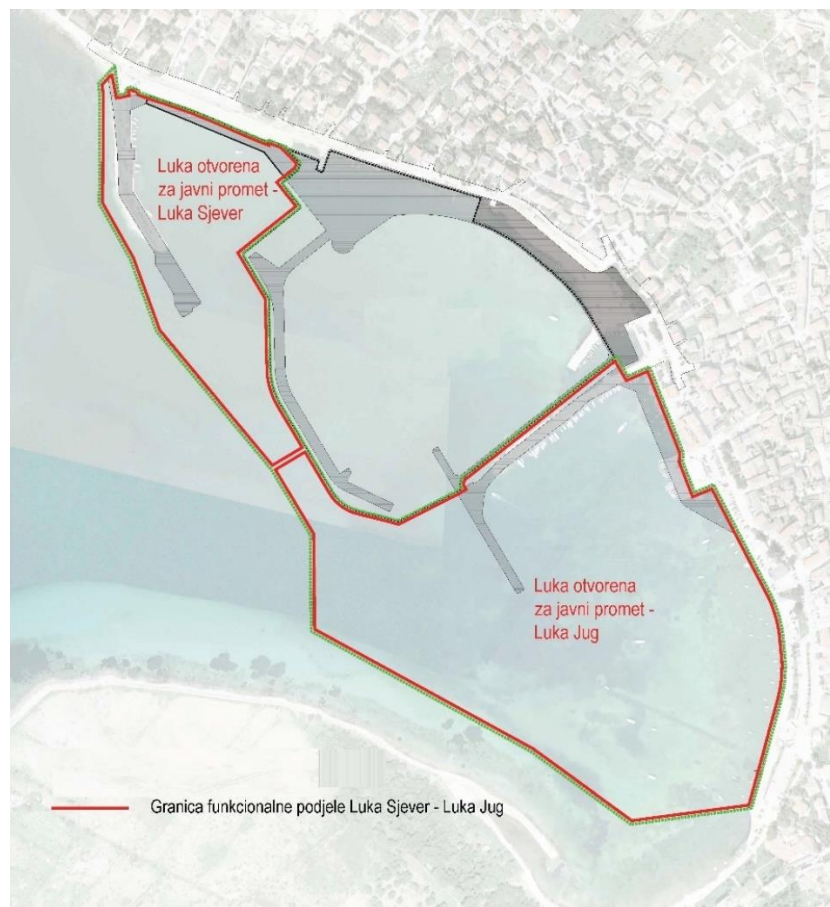 Luka otvorena
za javni promet -
Luka Sjever
Luka otvorena
za javni promet -
Luka Jug
Granica funkcionalne podjele Luka Sjever - Luka Jug